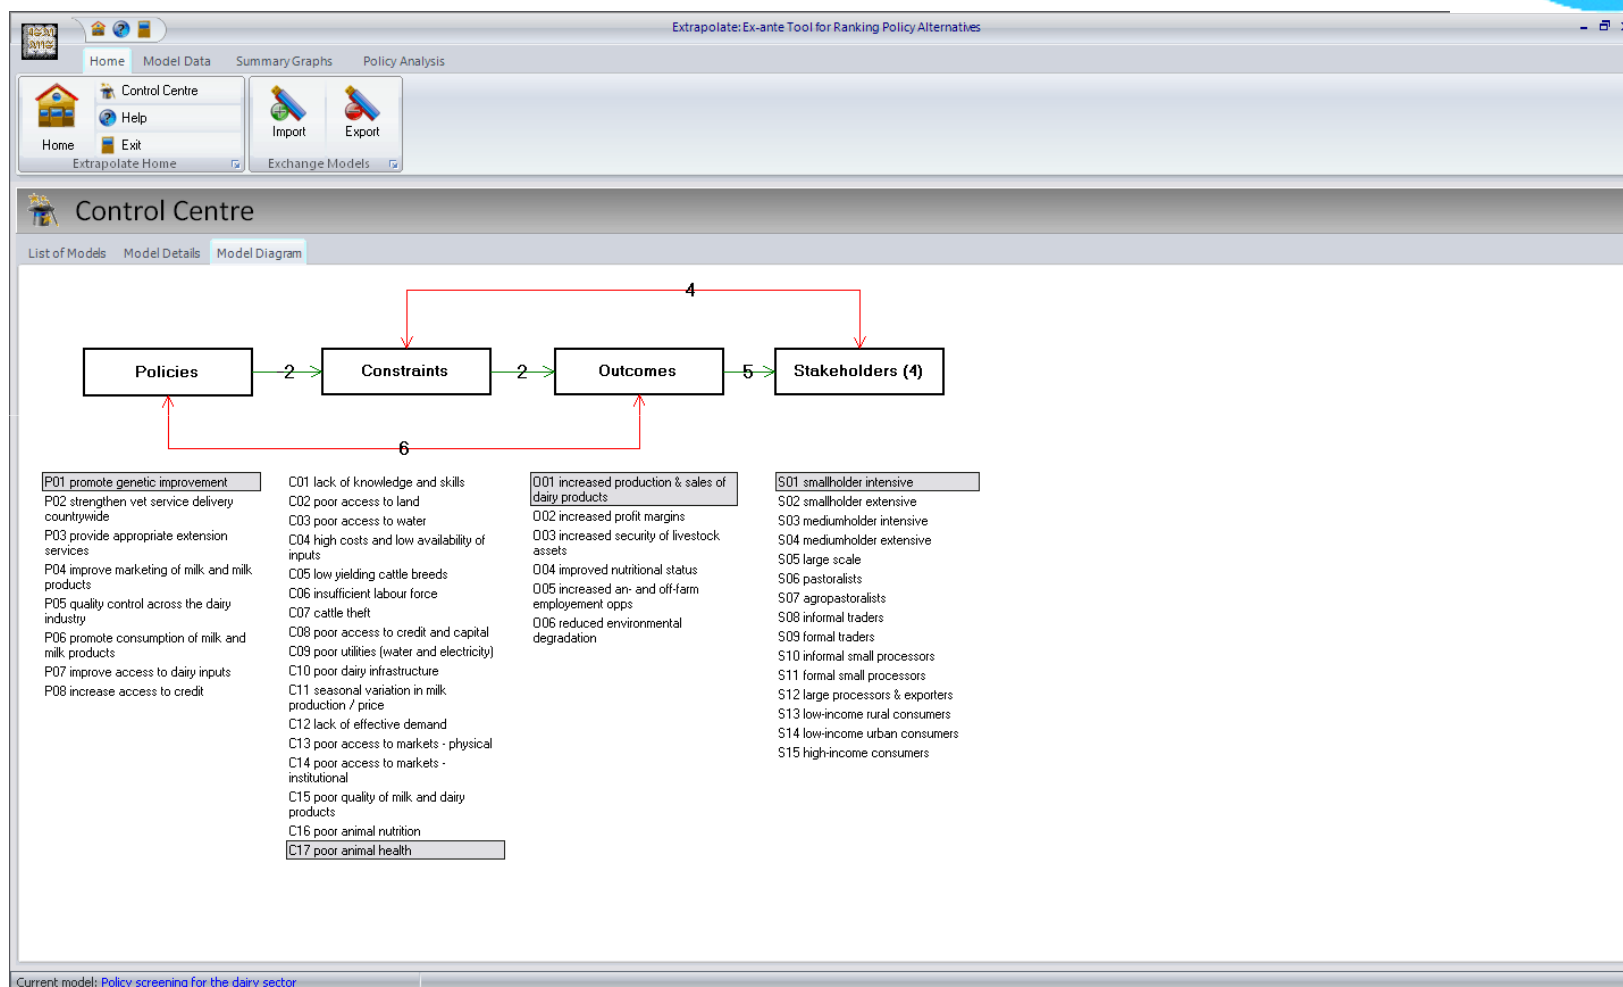 Extrapolate: Ex-ante Tool for Ranking Policy Alternatives
Home Model Data Summary Graphs Policy Analysis
Control Centre
Help
Exit
Home
Import Export
Extrapolate Home Exchange Models
Control Centre
List of Models Model Details Model Diagram
4
Policies -2 Constraints 2 Outcomes 5 Stakeholders (4)
6
P01 promote genetic improvement
P02 strengthen vet service delivery
countrywide
P03 provide appropriate extension
services
P04 improve marketing of milk and milk
products
P05 quality control across the dairy
industry
P06 promote consumption of milk and
milk products
P07 improve access to dairy inputs
P08 increase access to credit
C01 lack of knowledge and skills
C02 poor access to land
C03 poor access to water
C04 high costs and low availability of
inputs
C05 low yielding cattle breeds
C06 insufficient labour force
C07 cattle theft
C08 poor access to credit and capital
C09 poor utilities (water and electricity)
C10 poor dairy infrastructure
C11 seasonal variation in milk
production / price
C12 lack of effective demand
C13 poor access to markets - physical
C14 poor access to markets -
institutional
C15 poor quality of milk and dairy
products
C16 poor animal nutrition
C17 poor animal health
O01 increased production & sales of
dairy products
O02 increased profit margins
O03 increased security of livestock
assets
O04 improved nutritional status
O05 increased an- and off-farm
employement opps
O06 reduced environmental
degradation
S01 smallholder intensive
S02 smallholder extensive
S03 mediumholder intensive
S04 mediumholder extensive
S05 large scale
S06 pastoralists
S07 agropastoralists
S08 informal traders
S09 formal traders
S10 informal small processors
S11 formal small processors
S12 large processors & exporters
S13 low-income rural consumers
S14 low-income urban consumers
S15 high-income consumers
Current model: Policy screening for the dairy sector